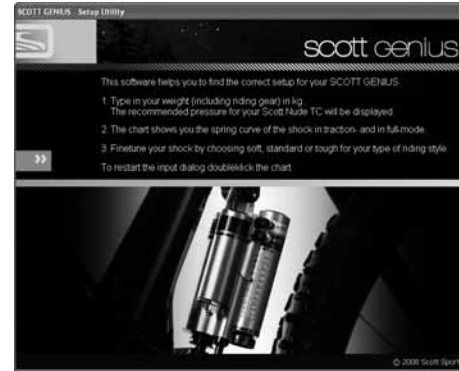 SCOTT GENIUS - Setup Utility
scott genius
This software helps you to find the correct setup for your SCOTT GENIUS.
1. Type in your weight (including riding gear) in kg.
The recommended pressure for your Scott Nude TC will be displayed
2. The chart shows you the spring curve of the shock in traction- and in full-mode.
3. Finetune your shock by choosing soft, standard or tough for your type of riding style.
To restart the input dialog doubleklick the chart.
»
© 2008 Scott Sport